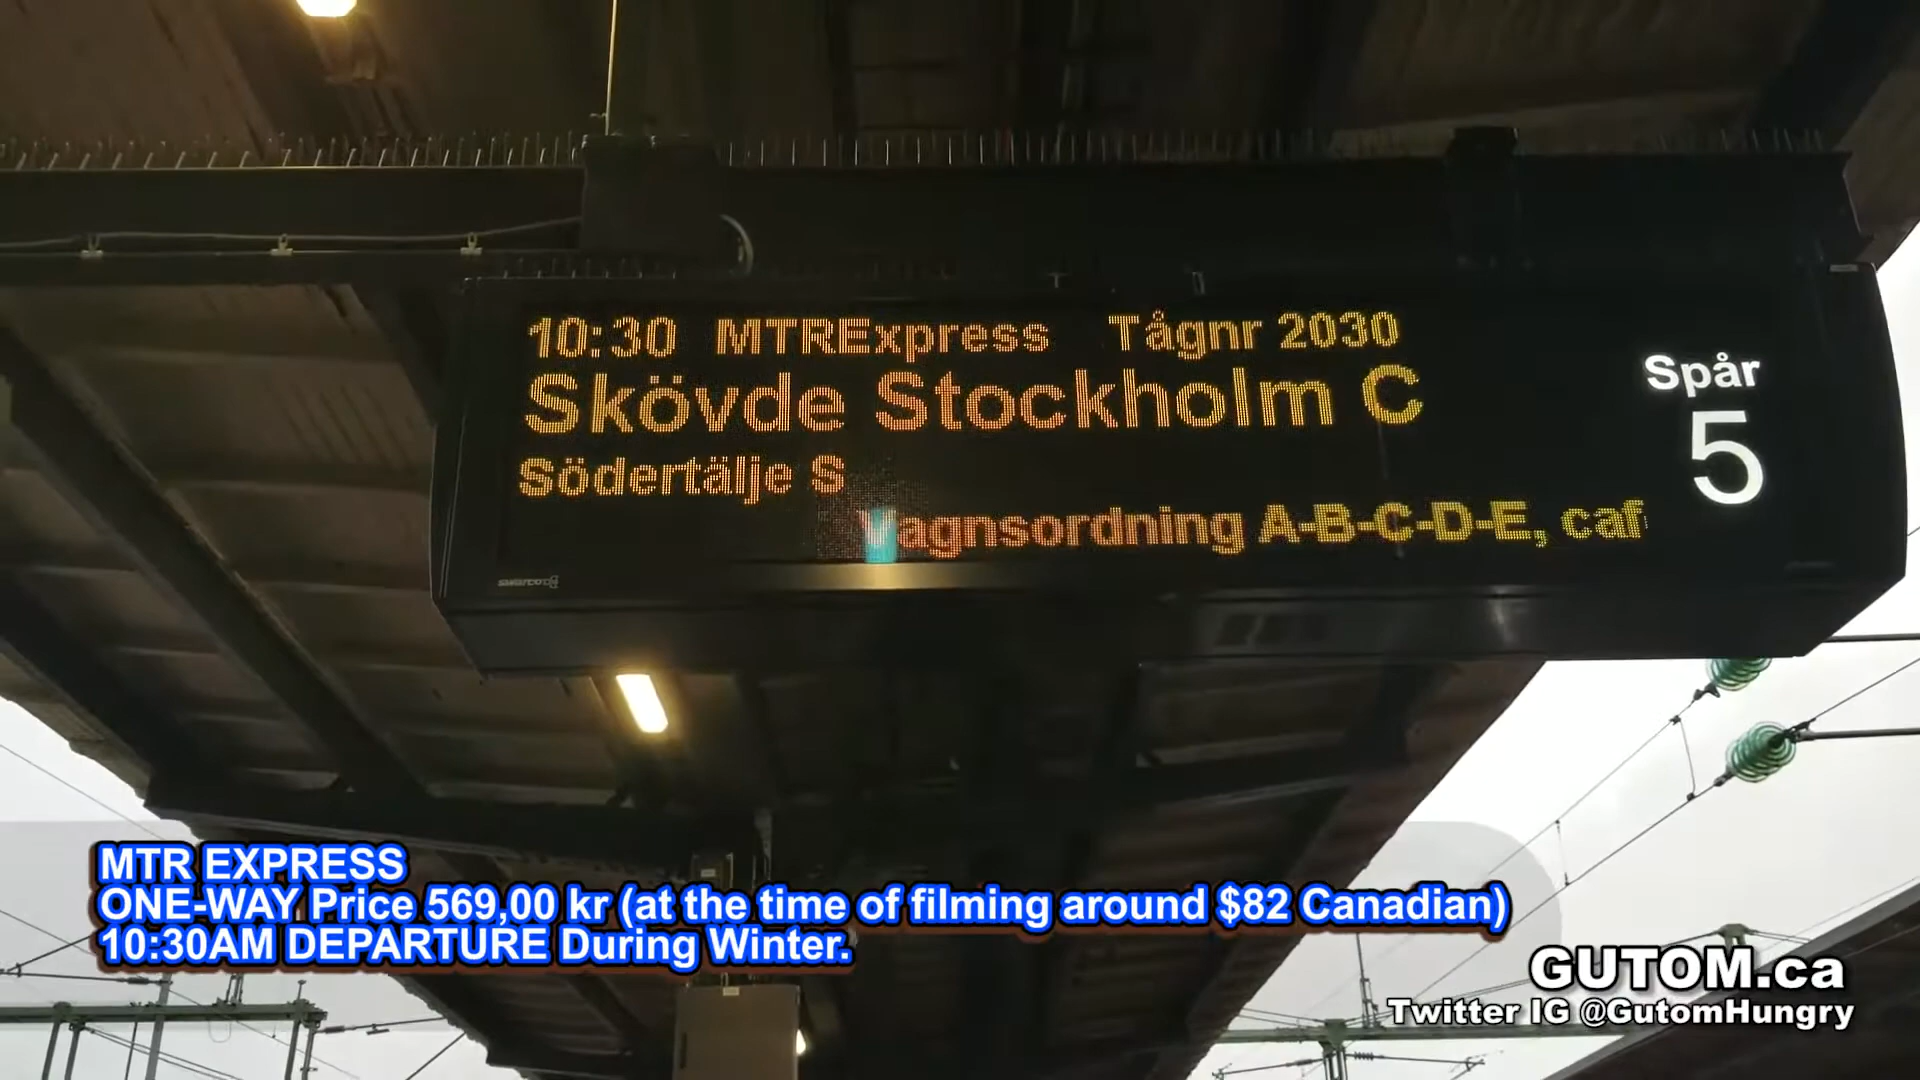 10:30 MTRExpress Tågnr 2030
Skövde Stockholm C
Södertälje S
Vagnsordning A-B-C-D-E, caf
Spår
5
MTR EXPRESS
ONE-WAY Price 569,00 kr (at the time of filming around $82 Canadian)
10:30AM DEPARTURE During Winter.
GUTOM.ca
Twitter IG @GutomHungry